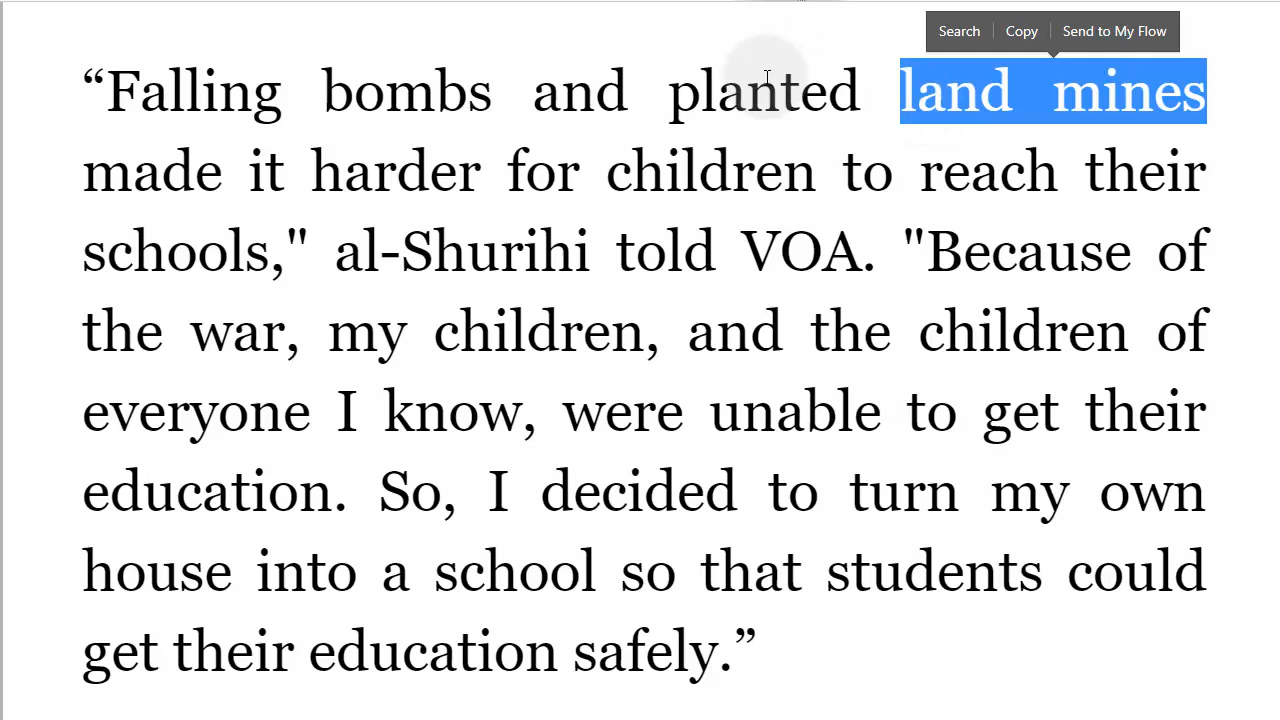 Search Copy Send to My Flow
“Falling bombs and planted land mines
made it harder for children to reach their
schools," al-Shurihi told VOA. "Because of
the war, my children, and the children of
everyone I know, were unable to get their
education. So, I decided to turn my own
house into a school so that students could
get their education safely.”